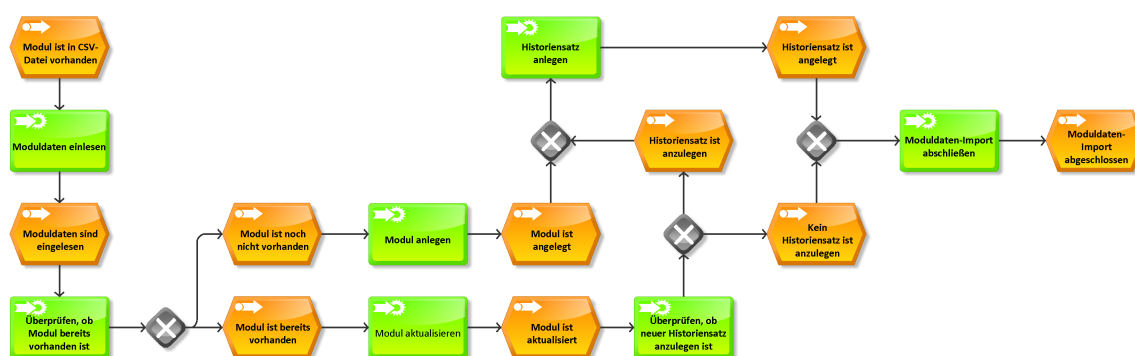 Modul ist in CSV-
Datei vorhanden
Moduldaten einlesen
Moduldaten sind
eingelesen
Überprüfen, ob
Modul bereits
vorhanden ist
Modul ist noch
nicht vorhanden
Modul anlegen
Modul ist
angelegt
Modul ist bereits
vorhanden
Modul aktualisieren
Modul ist
aktualisiert
Überprüfen, ob
neuer Historiensatz
anzulegen ist
Historiensatz ist
anzulegen
Historiensatz
anlegen
Historiensatz ist
angelegt
Kein
Historiensatz ist
anzulegen
Moduldaten-Import
abschließen
Moduldaten-
Import
abgeschlossen